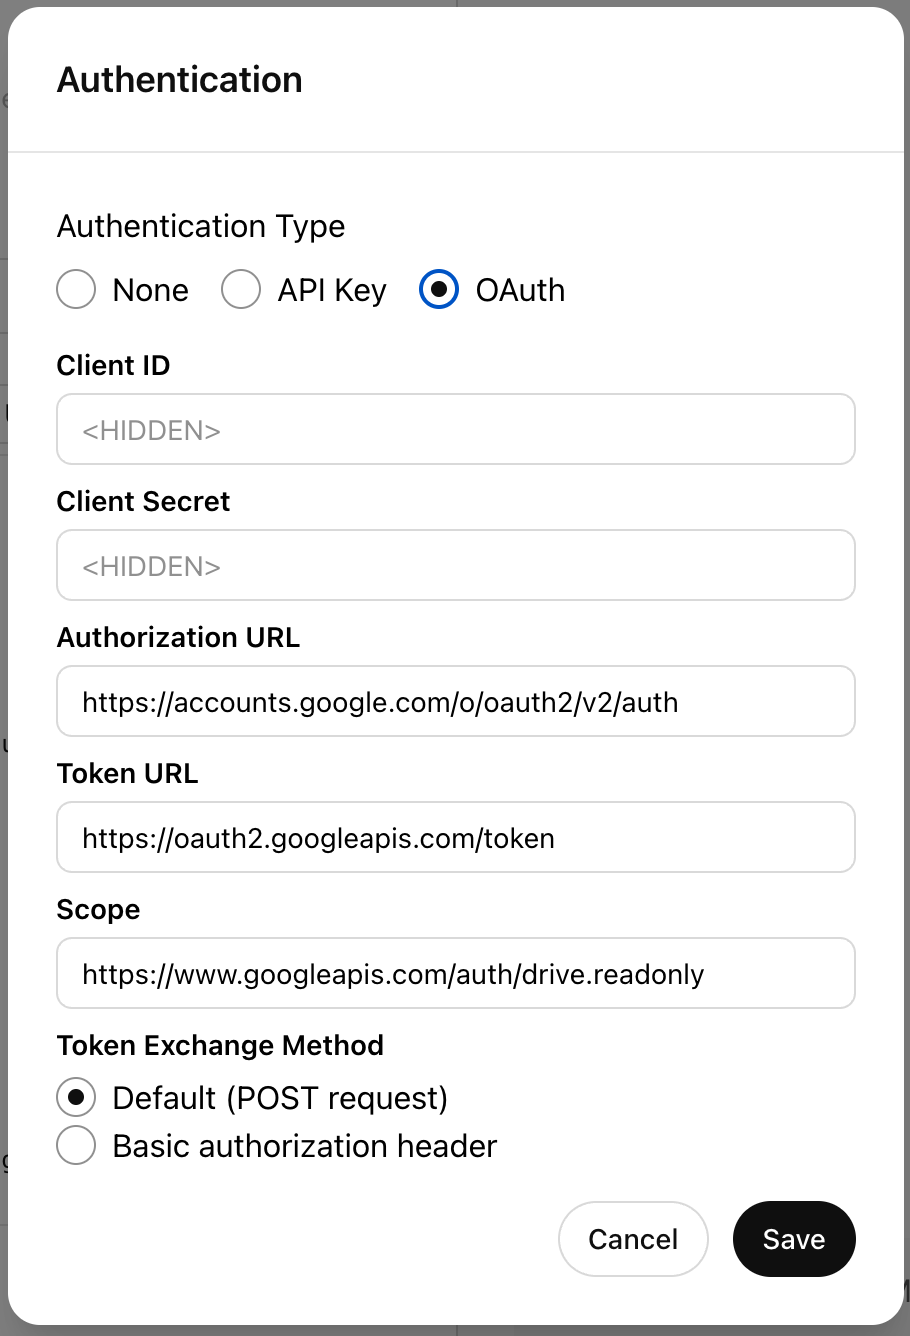 Authentication
Authentication Type
None API Key OAuth
Client ID
<HIDDEN>
Client Secret
<HIDDEN>
Authorization URL
https://accounts.google.com/o/oauth2/v2/auth
Token URL
https://oauth2.googleapis.com/token
Scope
https://www.googleapis.com/auth/drive.readonly
Token Exchange Method
Default (POST request)
Basic authorization header
Cancel Save